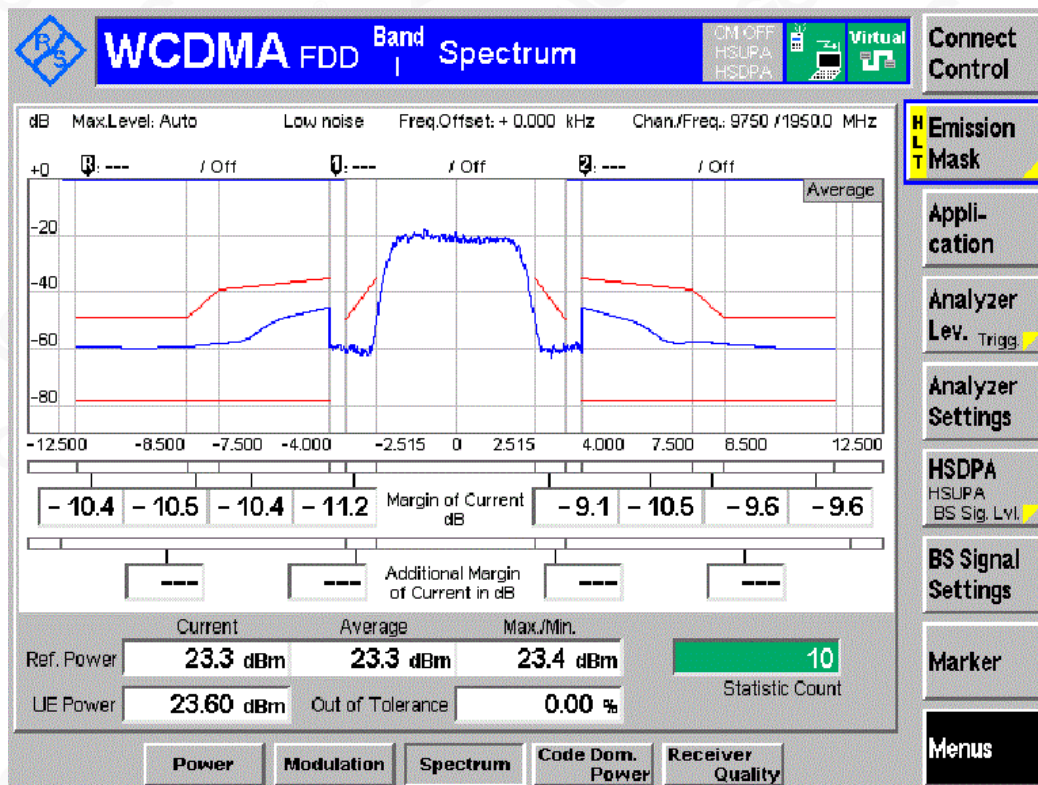 R/S
WCDMA FDD Band I Spectrum
CM OFF
HSUPA
HSDPA
Virtual
Connect Control
dB Max.Level: Auto Low noise Freq.Offset: + 0.000 kHz Chan./Freq.: 9750 / 1950.0 MHz
HLT
Emission Mask
R: --- / Off 1: --- / Off 2: --- / Off
Average
+0
-20
-40
-60
-80
-12.500 -8.500 -7.500 -4.000 -2.515 0 2.515 4.000 7.500 8.500 12.500
Appli-
cation
Analyzer
Lev. Trigg.
Analyzer
Settings
- 10.4 - 10.5 - 10.4 - 11.2 Margin of Current dB - 9.1 - 10.5 - 9.6 - 9.6
HSDPA
HSUPA
BS Sig. Lvl.
--- --- Additional Margin of Current in dB --- ---
BS Signal
Settings
Current Average Max./Min.
Ref. Power 23.3 dBm 23.3 dBm 23.4 dBm 10
Statistic Count
UE Power 23.60 dBm Out of Tolerance 0.00 %
Marker
Menus
Power Modulation Spectrum Code Dom. Power Receiver Quality